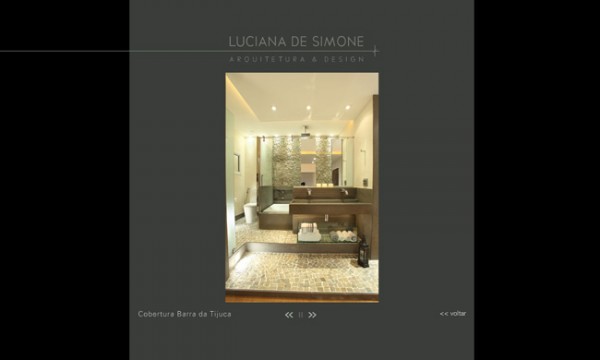 LUCIANA DE SIMONE
ARQUITETURA & DESIGN
Cobertura Barra da Tijuca
<< voltar